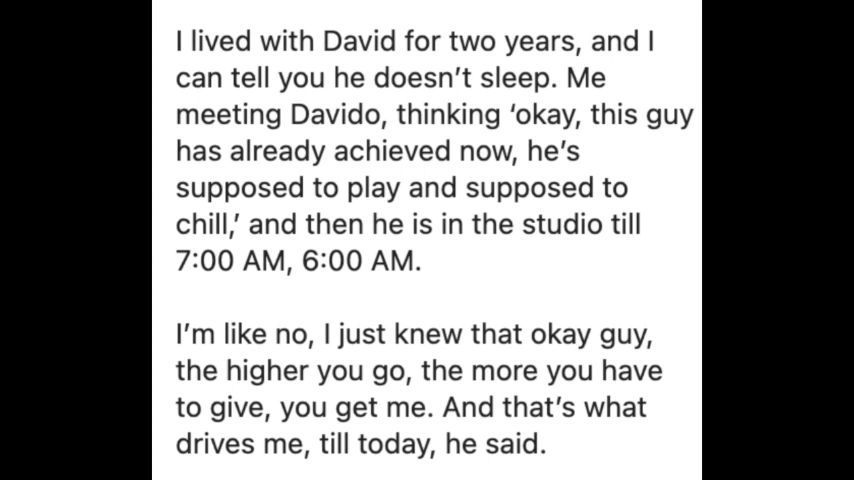 I lived with David for two years, and I
can tell you he doesn’t sleep. Me
meeting Davido, thinking ‘okay, this guy
has already achieved now, he’s
supposed to play and supposed to
chill,’ and then he is in the studio till
7:00 AM, 6:00 AM.
I’m like no, I just knew that okay guy,
the higher you go, the more you have
to give, you get me. And that’s what
drives me, till today, he said.